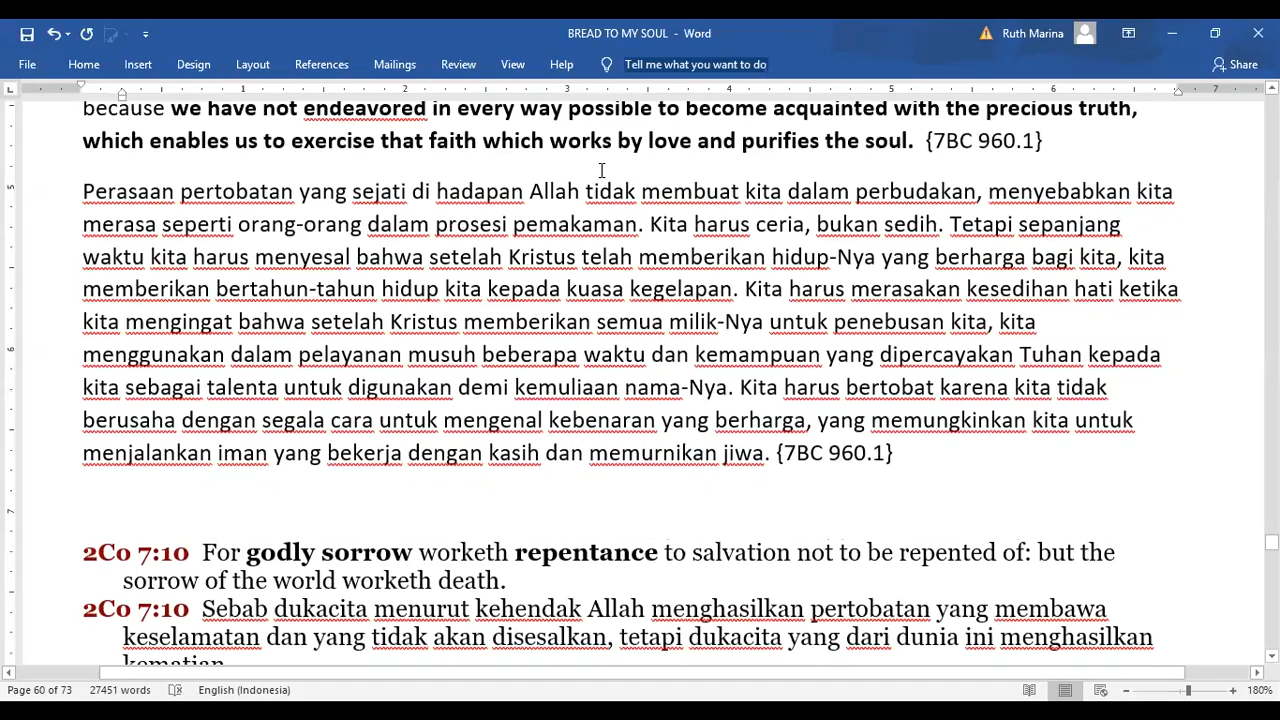 BREAD TO MY SOUL - Word
Ruth Marina
File Home Insert Design Layout References Mailings Review View Help Tell me what you want to do Share
1 2 3 4 5 6 7
because we have not endeavored in every way possible to become acquainted with the precious truth,
which enables us to exercise that faith which works by love and purifies the soul. {7BC 960.1}
5
Perasaan pertobatan yang sejati di hadapan Allah tidak membuat kita dalam perbudakan, menyebabkan kita
merasa seperti orang-orang dalam prosesi pemakaman. Kita harus ceria, bukan sedih. Tetapi sepanjang
waktu kita harus menyesal bahwa setelah Kristus telah memberikan hidup-Nya yang berharga bagi kita, kita
memberikan bertahun-tahun hidup kita kepada kuasa kegelapan. Kita harus merasakan kesedihan hati ketika
kita mengingat bahwa setelah Kristus memberikan semua milik-Nya untuk penebusan kita, kita
6
menggunakan dalam pelayanan musuh beberapa waktu dan kemampuan yang dipercayakan Tuhan kepada
kita sebagai talenta untuk digunakan demi kemuliaan nama-Nya. Kita harus bertobat karena kita tidak
berusaha dengan segala cara untuk mengenal kebenaran yang berharga, yang memungkinkan kita untuk
menjalankan iman yang bekerja dengan kasih dan memurnikan jiwa. {7BC 960.1}
7
2Co 7:10 For godly sorrow worketh repentance to salvation not to be repented of: but the
sorrow of the world worketh death.
2Co 7:10 Sebab dukacita menurut kehendak Allah menghasilkan pertobatan yang membawa
keselamatan dan yang tidak akan disesalkan, tetapi dukacita yang dari dunia ini menghasilkan
kematian
Page 60 of 73 27451 words English (Indonesia) 180%